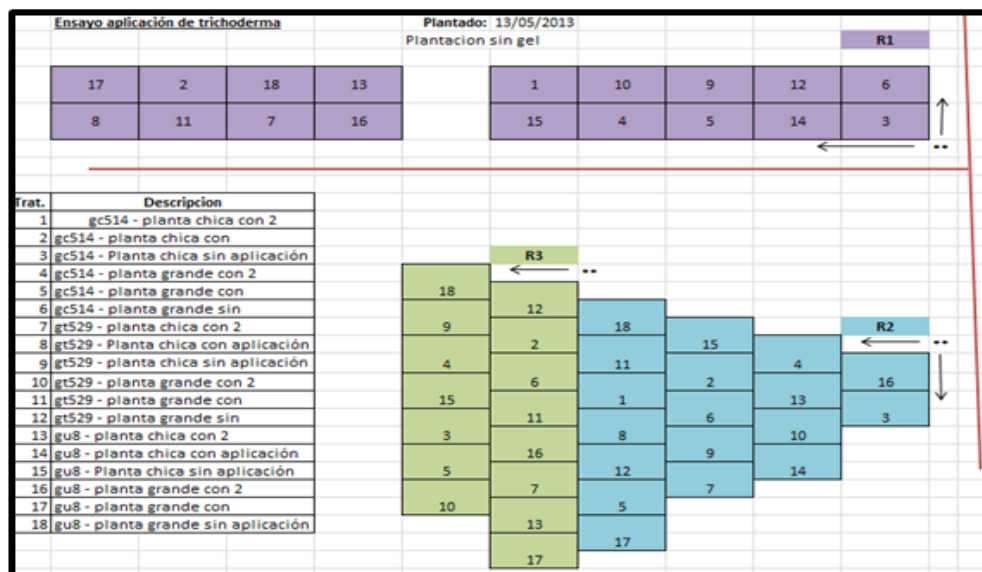 Ensayo aplicación de trichoderma Plantado: 13/05/2013
Plantacion sin gel R1
17 2 18 13 1 10 9 12 6
8 11 7 16 15 4 5 14 3
Trat. Descripcion
1 gc514 - planta chica con 2
2 gc514 - planta chica con
3 gc514 - Planta chica sin aplicación
4 gc514 - planta grande con 2
5 gc514 - planta grande con
6 gc514 - planta grande sin
7 gt529 - planta chica con 2
8 gt529 - Planta chica con aplicación
9 gt529 - planta chica sin aplicación
10 gt529 - planta grande con 2
11 gt529 - planta grande con
12 gt529 - planta grande sin
13 gu8 - planta chica con 2
14 gu8 - planta chica con aplicación
15 gu8 - Planta chica sin aplicación
16 gu8 - planta grande con 2
17 gu8 - planta grande con
18 gu8 - planta grande sin aplicación
R3
18
12
9 18 R2
2 15
4 11 4
6 2 16
15 1 13
11 6 3
3 8 10
16 9
5 12 14
7 7
10 5
13
17
17